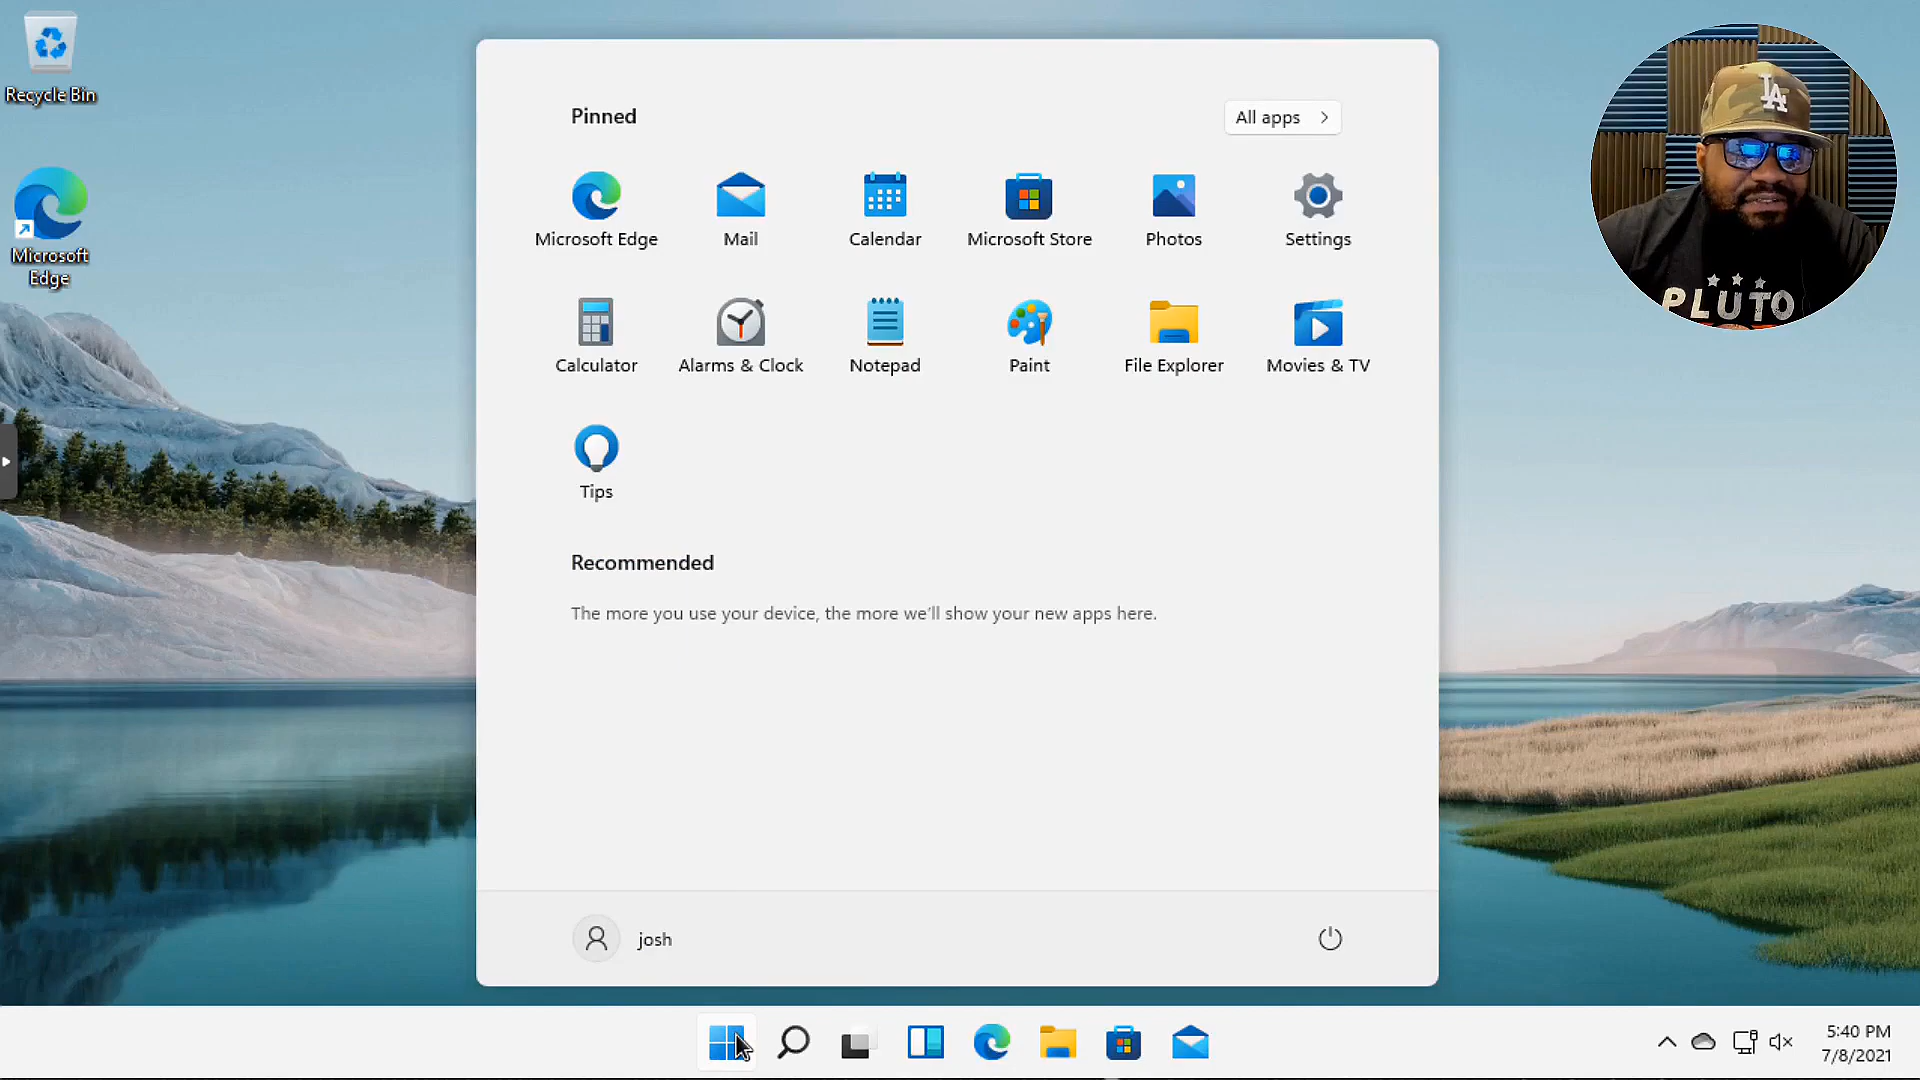 Recycle Bin
Microsoft
Edge
Pinned
All apps
Microsoft Edge
Mail
Calendar
Microsoft Store
Photos
Settings
Calculator
Alarms & Clock
Notepad
Paint
File Explorer
Movies & TV
Tips
Recommended
The more you use your device, the more we'll show your new apps here.
josh
LA
PLUTO
5:40 PM
7/8/2021